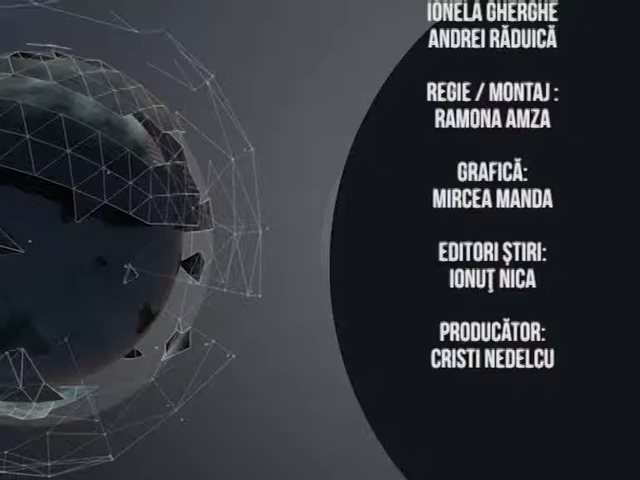 IONELA GHERGHE
ANDREI RĂDUICĂ
REGIE / MONTAJ :
RAMONA AMZA
GRAFICĂ:
MIRCEA MANDA
EDITORI ŞTIRI:
IONUŢ NICA
PRODUCĂTOR:
CRISTI NEDELCU